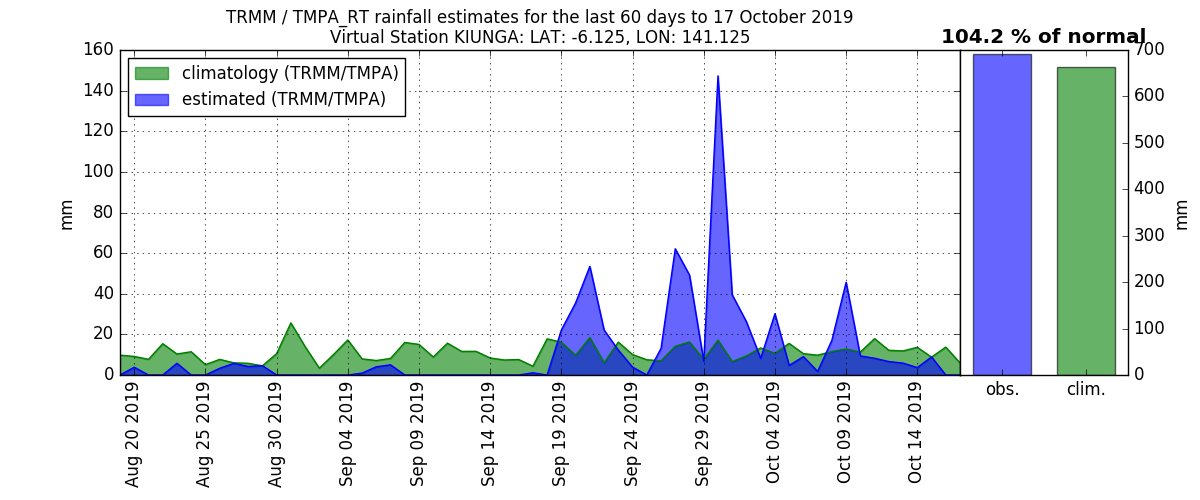 TRMM / TMPA_RT rainfall estimates for the last 60 days to 17 October 2019
Virtual Station KIUNGA: LAT: -6.125, LON: 141.125
104.2 % of normal
climatology (TRMM/TMPA)
estimated (TRMM/TMPA)
160
140
120
100
80
60
40
20
0
mm
Aug 20 2019
Aug 25 2019
Aug 30 2019
Sep 04 2019
Sep 09 2019
Sep 14 2019
Sep 19 2019
Sep 24 2019
Sep 29 2019
Oct 04 2019
Oct 09 2019
Oct 14 2019
700
600
500
400
300
200
100
0
mm
obs.
clim.